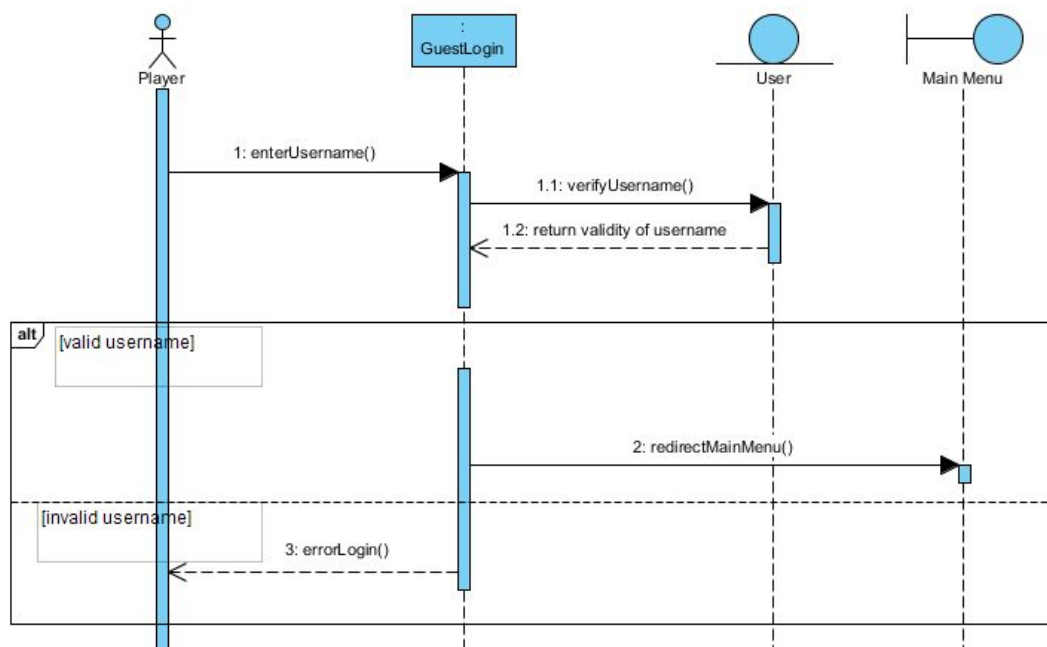 :
GuestLogin
Player
User
Main Menu
1: enterUsername()
1.1: verifyUsername()
1.2: return validity of username
alt
[valid username]
2: redirectMainMenu()
[invalid username]
3: errorLogin()